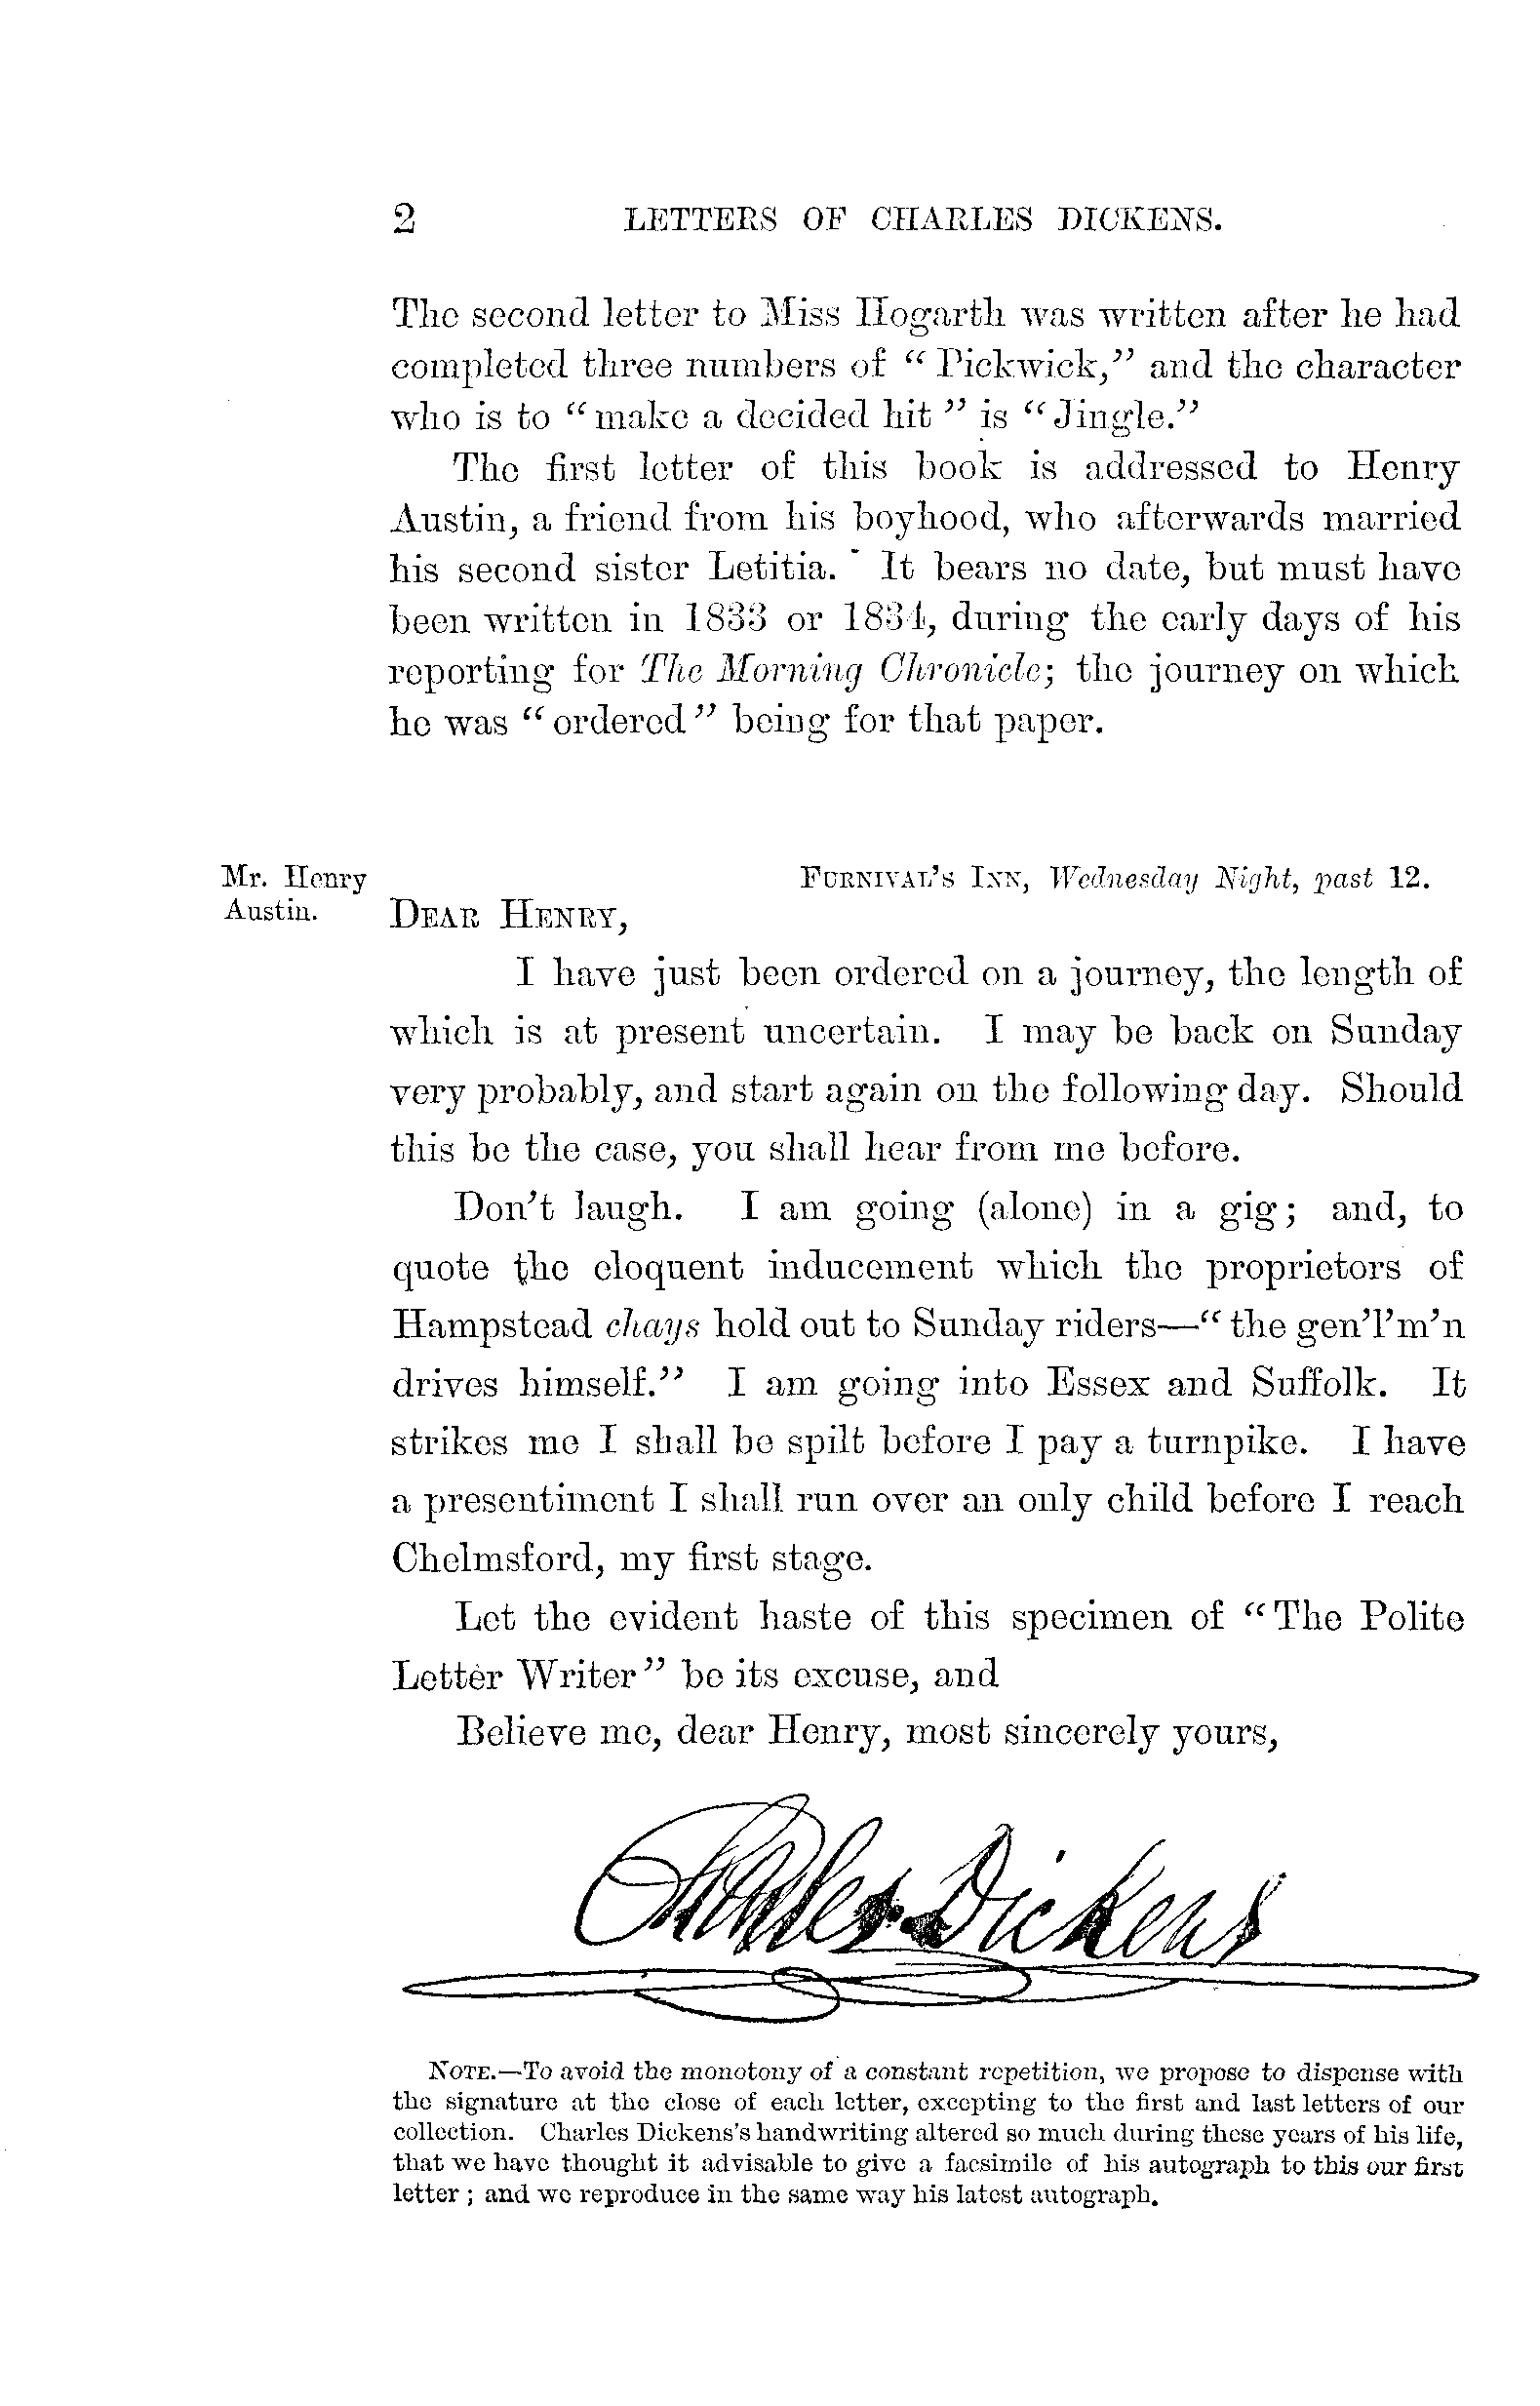 2 LETTERS OF CHARLES DICKENS.
The second letter to Miss Hogarth was written after he had
completed three numbers of “Pickwick,” and the character
who is to “make a decided hit” is “Jingle.”
The first letter of this book is addressed to Henry
Austin, a friend from his boyhood, who afterwards married
his second sister Letitia. It bears no date, but must have
been written in 1833 or 1834, during the early days of his
reporting for The Morning Chronicle; the journey on which
he was “ordered” being for that paper.
Mr. Henry
Austin.
FURNIVAL’S INN, Wednesday Night, past 12.
DEAR HENRY,
I have just been ordered on a journey, the length of
which is at present uncertain. I may be back on Sunday
very probably, and start again on the following day. Should
this be the case, you shall hear from me before.
Don’t laugh. I am going (alone) in a gig; and, to
quote the eloquent inducement which the proprietors of
Hampstead chays hold out to Sunday riders—“the gen’l’m’n
drives himself.” I am going into Essex and Suffolk. It
strikes me I shall be spilt before I pay a turnpike. I have
a presentiment I shall run over an only child before I reach
Chelmsford, my first stage.
Let the evident haste of this specimen of “The Polite
Letter Writer” be its excuse, and
Believe me, dear Henry, most sincerely yours,
Charles Dickens
NOTE.—To avoid the monotony of a constant repetition, we propose to dispense with
the signature at the close of each letter, excepting to the first and last letters of our
collection. Charles Dickens’s handwriting altered so much during these years of his life,
that we have thought it advisable to give a facsimile of his autograph to this our first
letter; and we reproduce in the same way his latest autograph.